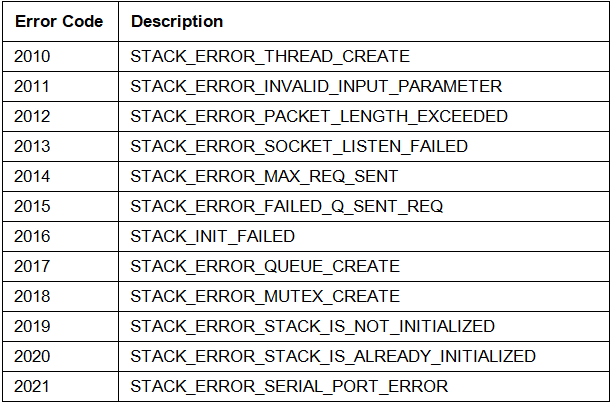 Error Code Description
2010 STACK_ERROR_THREAD_CREATE
2011 STACK_ERROR_INVALID_INPUT_PARAMETER
2012 STACK_ERROR_PACKET_LENGTH_EXCEEDED
2013 STACK_ERROR_SOCKET_LISTEN_FAILED
2014 STACK_ERROR_MAX_REQ_SENT
2015 STACK_ERROR_FAILED_Q_SENT_REQ
2016 STACK_INIT_FAILED
2017 STACK_ERROR_QUEUE_CREATE
2018 STACK_ERROR_MUTEX_CREATE
2019 STACK_ERROR_STACK_IS_NOT_INITIALIZED
2020 STACK_ERROR_STACK_IS_ALREADY_INITIALIZED
2021 STACK_ERROR_SERIAL_PORT_ERROR